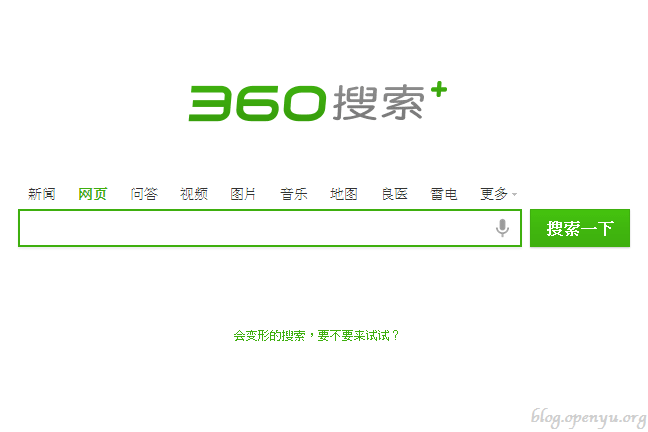 360搜索+
新闻 网页 问答 视频 图片 音乐 地图 良医 雷电 更多
搜索一下
会变形的搜索，要不要来试试？
blog.openyu.org